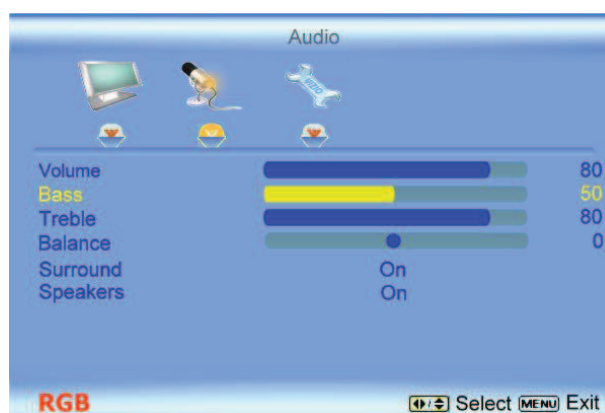 Audio
Volume 80
Bass 50
Treble 80
Balance 0
Surround On
Speakers On
RGB Select MENU Exit